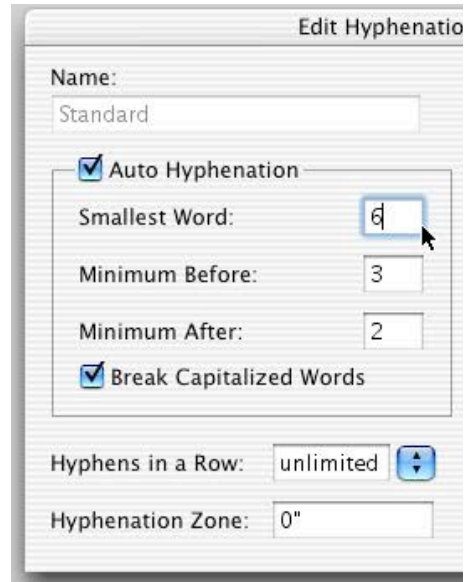 Edit Hyphenatio
Name:
Standard
Auto Hyphenation
Smallest Word: 6
Minimum Before: 3
Minimum After: 2
Break Capitalized Words
Hyphens in a Row: unlimited
Hyphenation Zone: 0"